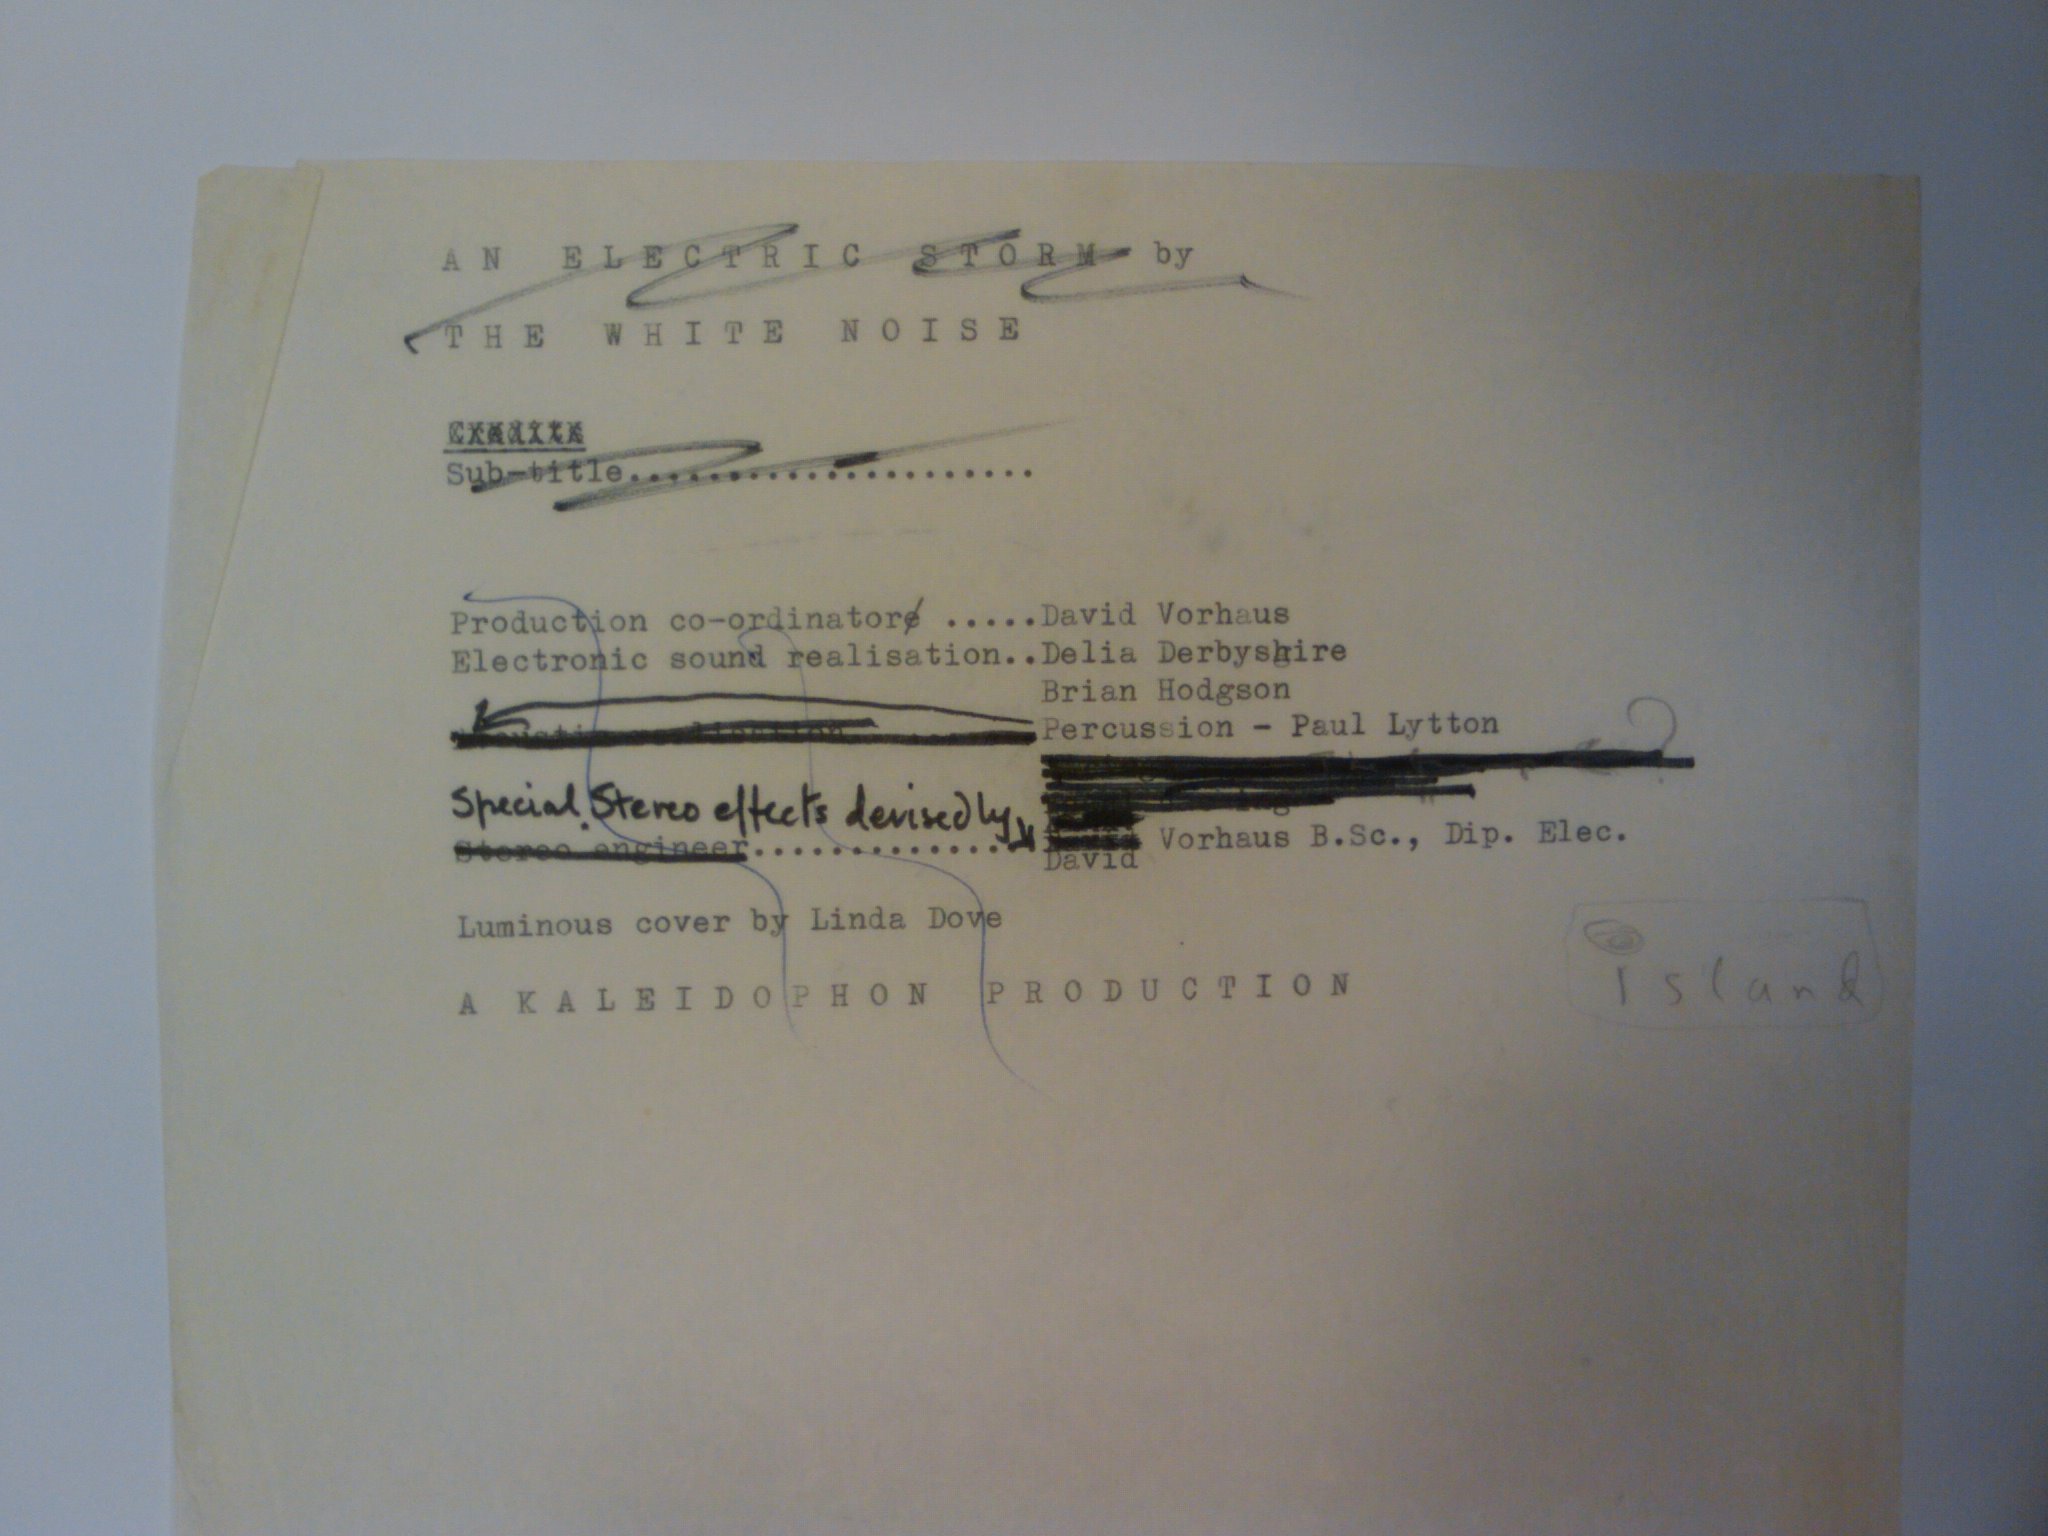 AN ELECTRIC STORM by
THE WHITE NOISE
Credits
Sub-title......................
Production co-ordinator .....David Vorhaus
Electronic sound realisation..Delia Derbyshire
Brian Hodgson
Percussion - Paul Lytton
Special Stereo effects devised by
Stereo engineer............... Vorhaus B.Sc., Dip. Elec.
David
Luminous cover by Linda Dove
A KALEIDOPHON PRODUCTION
Island